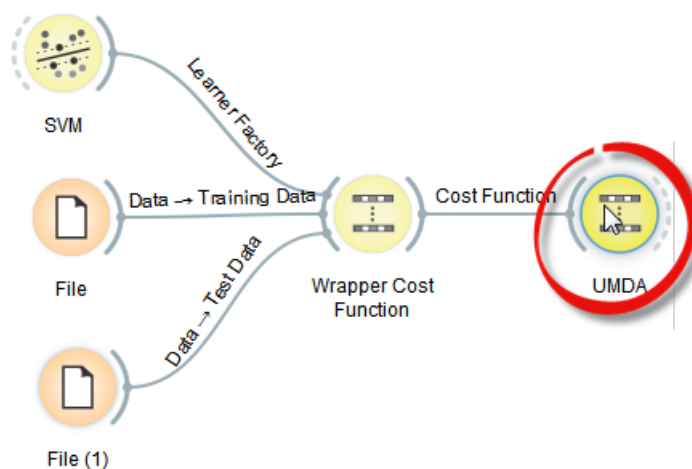 SVM
Learner Factory
File
Data → Training Data
Wrapper Cost
Function
Cost Function
UMDA
Data → Test Data
File (1)